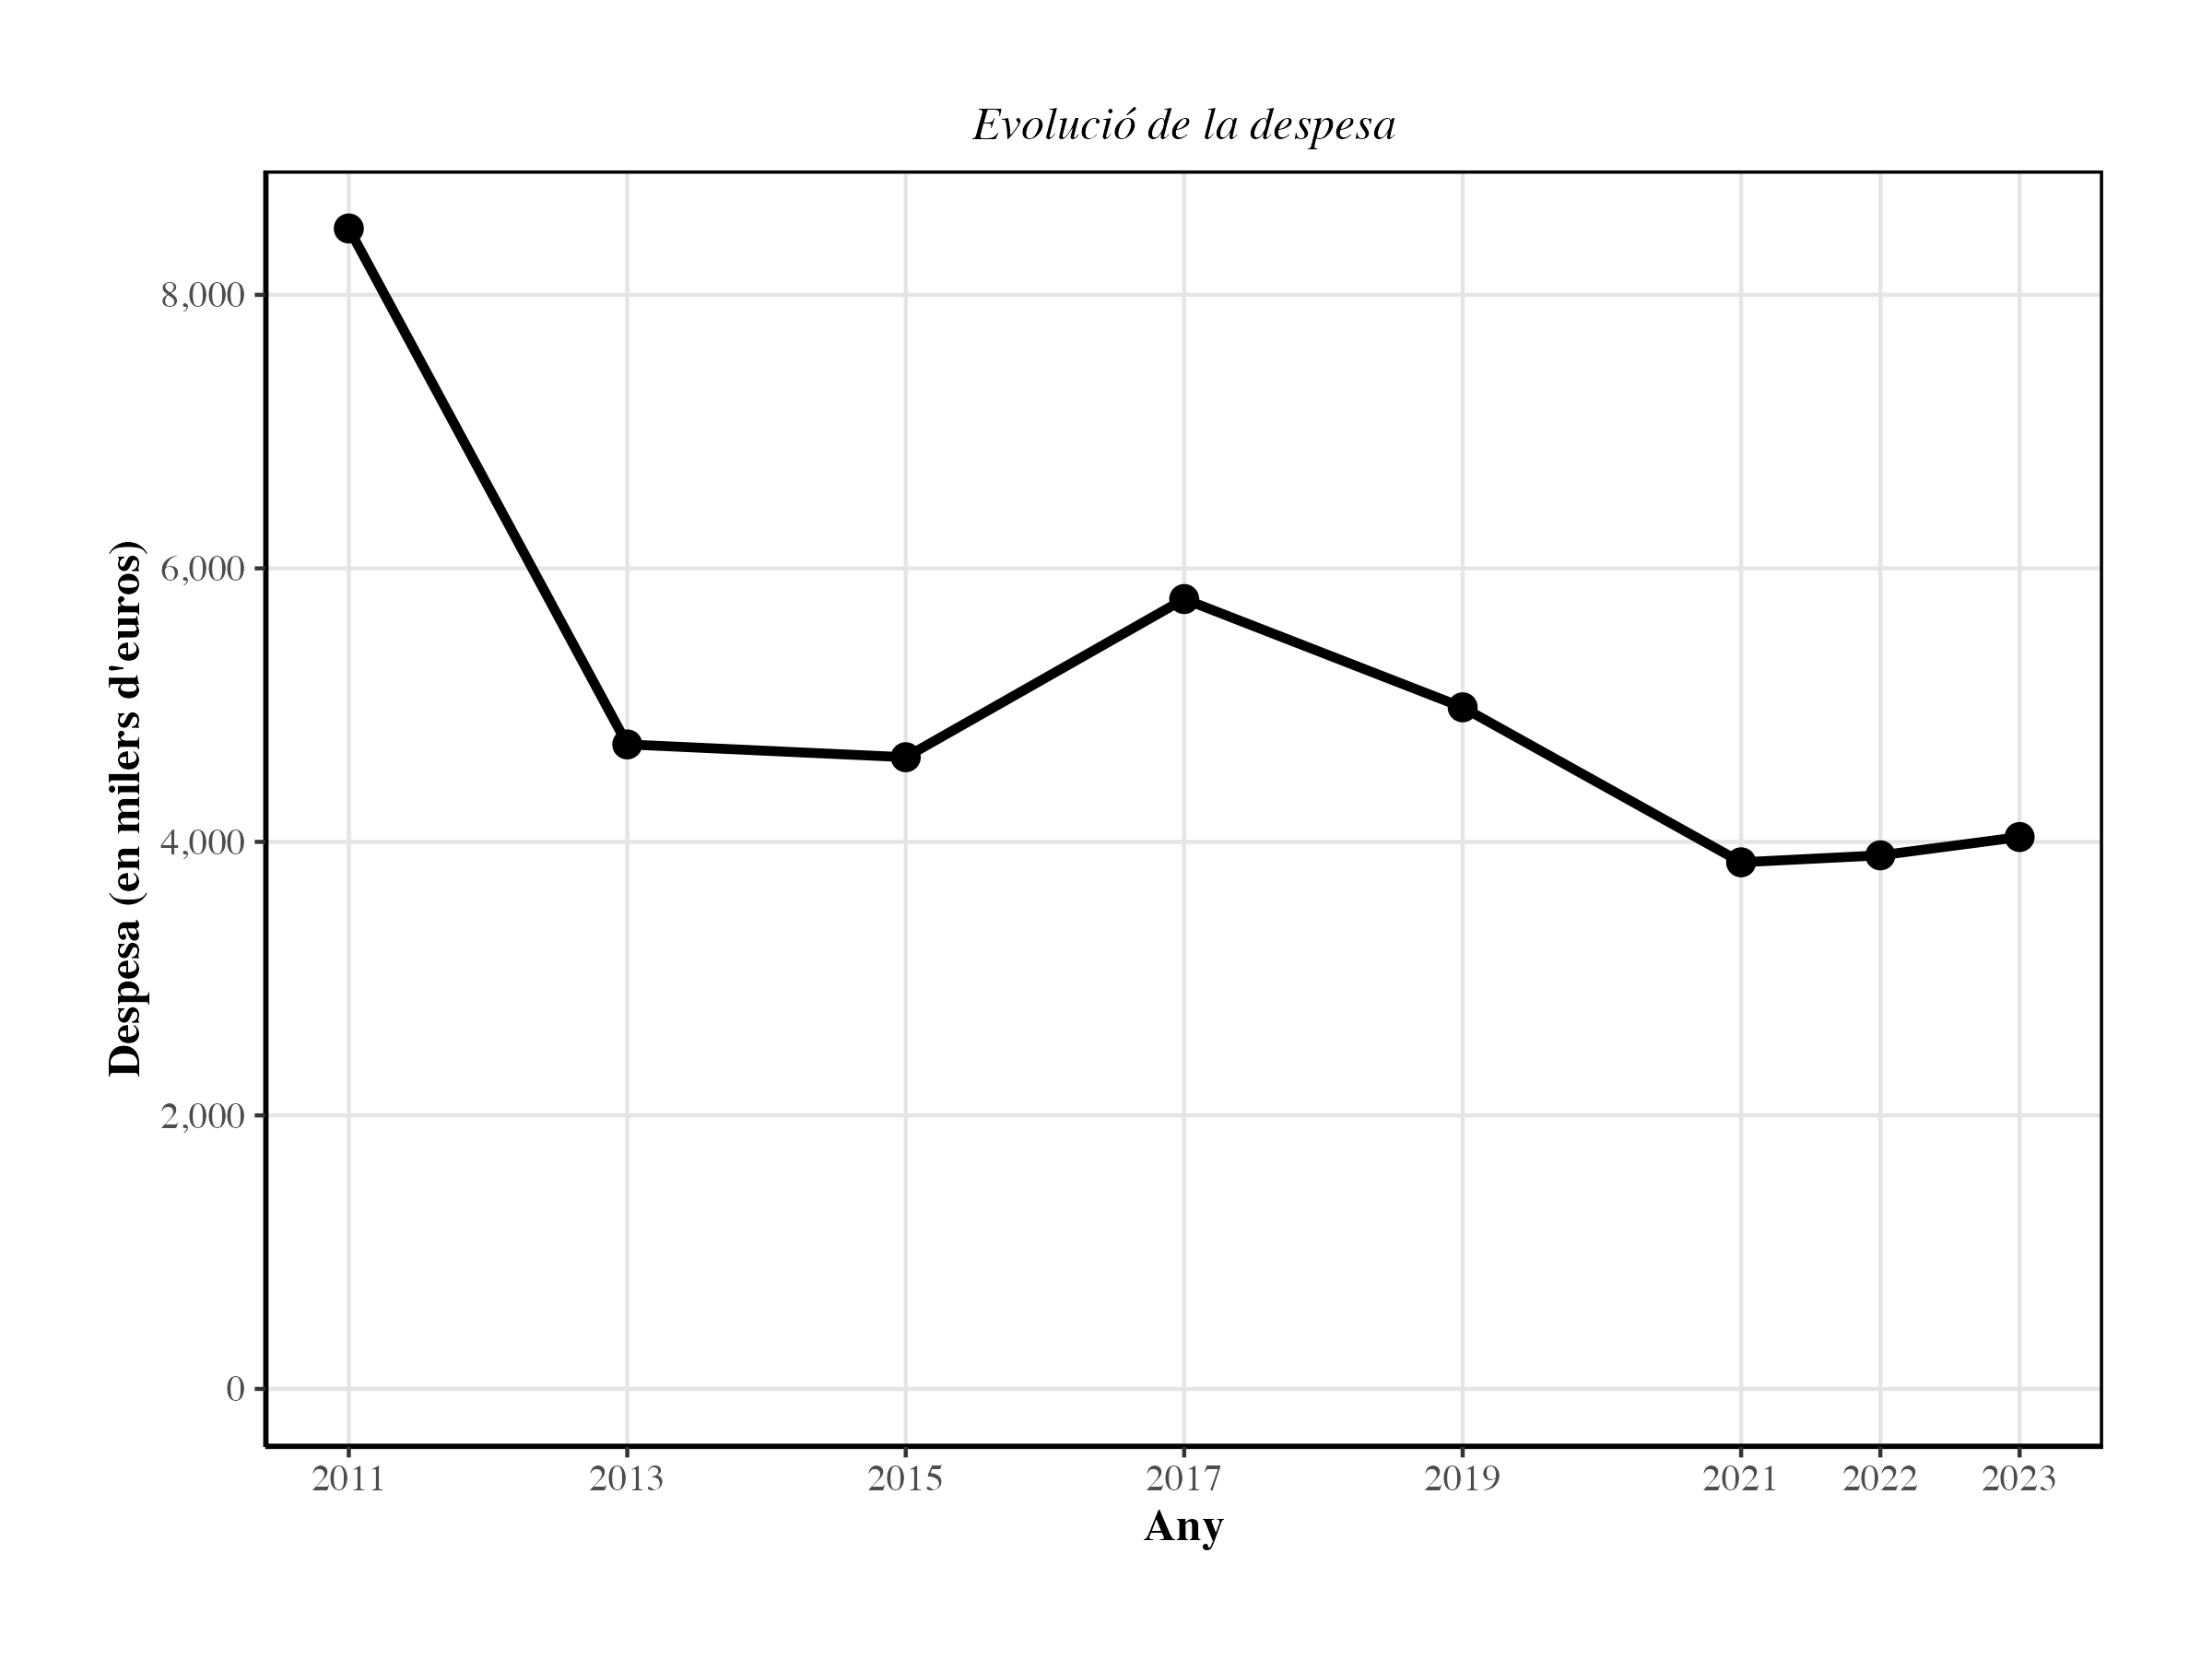 Evolució de la despesa
Despesa (en milers d'euros)
8,000
6,000
4,000
2,000
0
2011 2013 2015 2017 2019 2021 2022 2023
Any